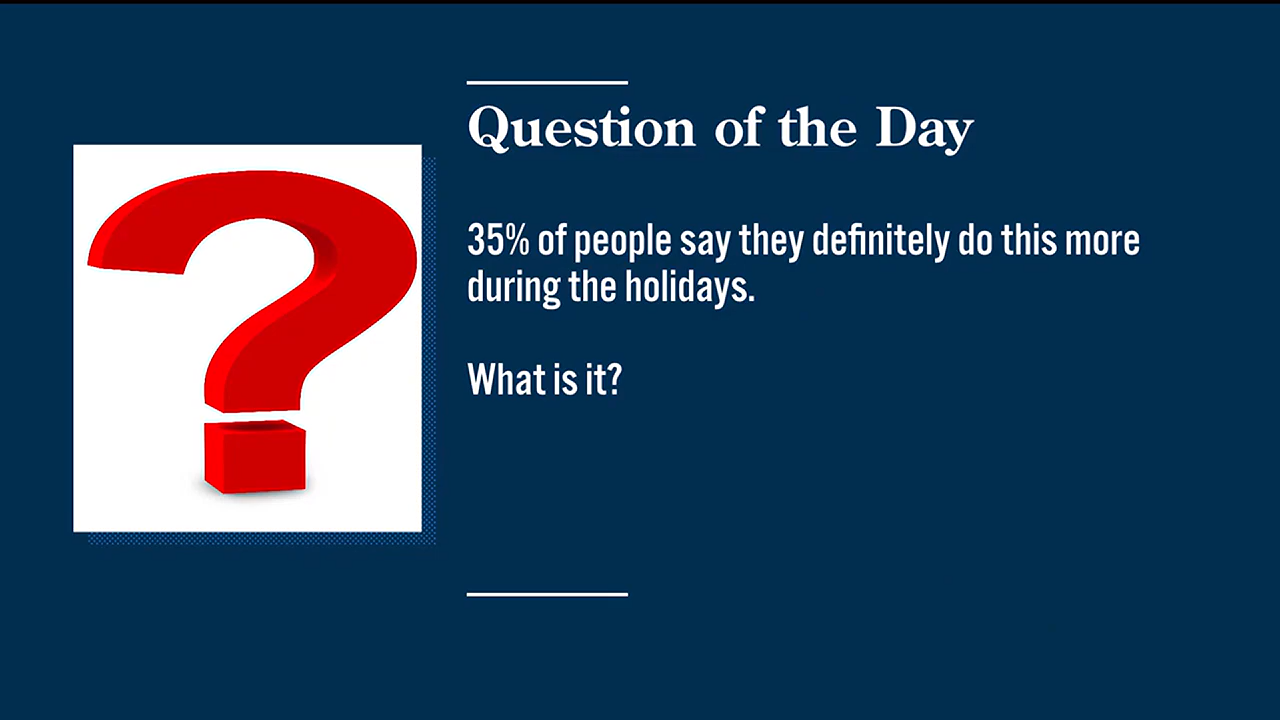 Question of the Day
35% of people say they definitely do this more
during the holidays.
What is it?